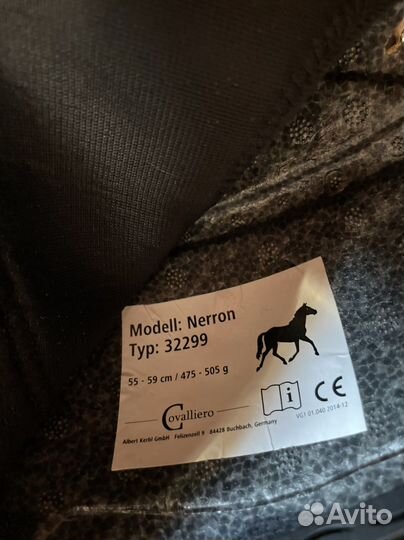 Modell: Nerron
Typ: 32299
55 - 59 cm / 475 - 505 g
Covalliero
Albert Kerbl GmbH Felizenzell 9 84428 Buchbach, Germany
i
CE
VG1 01.040 2014-12
Avito